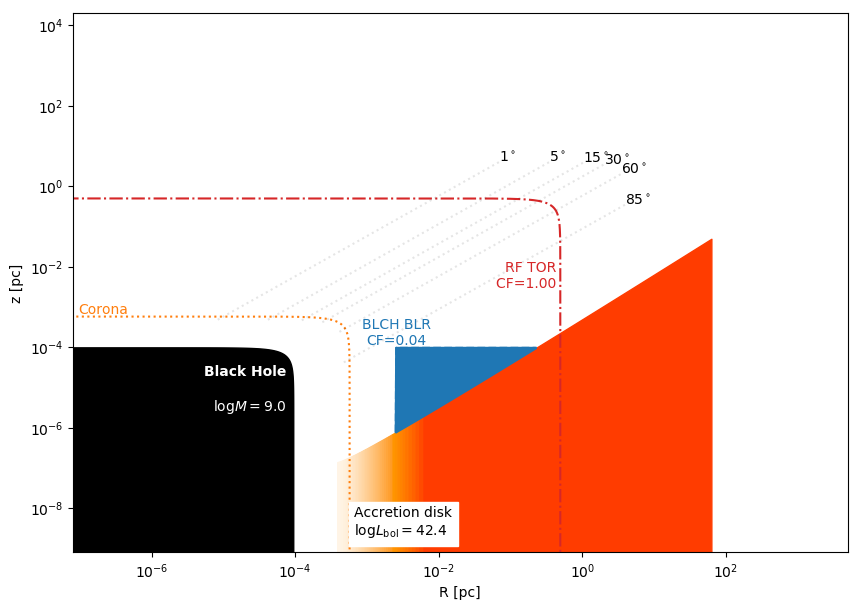 10^4
10^2
10^0
10^-2
10^-4
10^-6
10^-8
z [pc]
1° 5° 15° 30°
60°
85°
RF TOR
CF=1.00
Corona
BLCH BLR
CF=0.04
Black Hole
logM = 9.0
Accretion disk
logL_bol = 42.4
10^-6 10^-4 10^-2 10^0 10^2
R [pc]